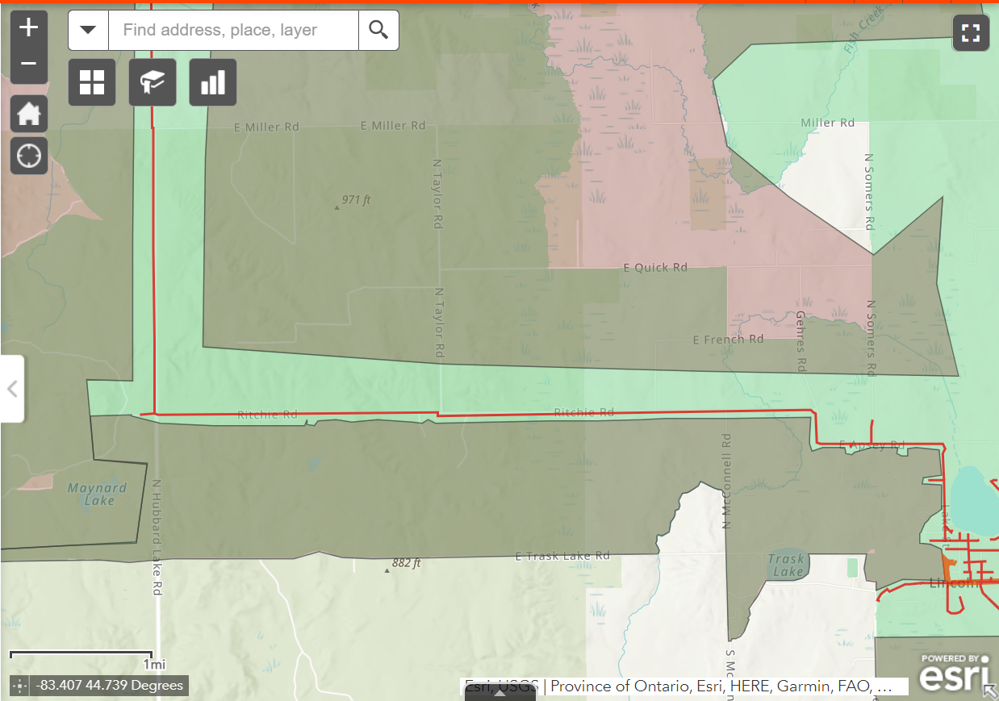 Find address, place, layer
Fish Creek
E Miller Rd
E Miller Rd
Miller Rd
N Taylor Rd
N Somers Rd
971 ft
E Quick Rd
N Taylor Rd
Gehres Rd
N Somers Rd
E French Rd
Ritchie Rd
Ritchie Rd
E Apsey Rd
N McConnell Rd
Maynard
Lake
N Hubbard Lake Rd
Lake St
E Trask Lake Rd
882 ft
Trask
Lake
Lincoln
S Mc
1mi
POWERED BY
esri
-83.407 44.739 Degrees
Esri, USGS | Province of Ontario, Esri, HERE, Garmin, FAO, …